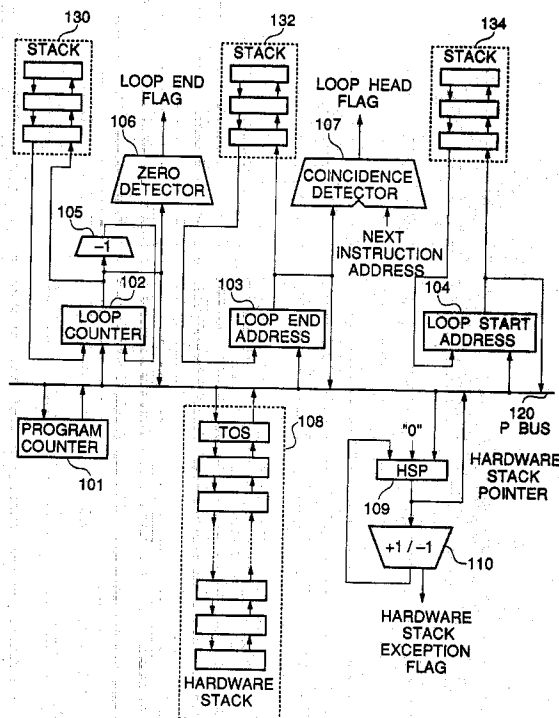 130
STACK
132
STACK
134
STACK
LOOP END
FLAG
106
ZERO
DETECTOR
LOOP HEAD
FLAG
107
COINCIDENCE
DETECTOR
NEXT
INSTRUCTION
ADDRESS
105
-1
102
LOOP
COUNTER
103
LOOP END
ADDRESS
104
LOOP START
ADDRESS
120
P BUS
PROGRAM
COUNTER
101
TOS
108
HARDWARE
STACK
"0"
HSP
109
HARDWARE
STACK
POINTER
+1 / -1
110
HARDWARE
STACK
EXCEPTION
FLAG